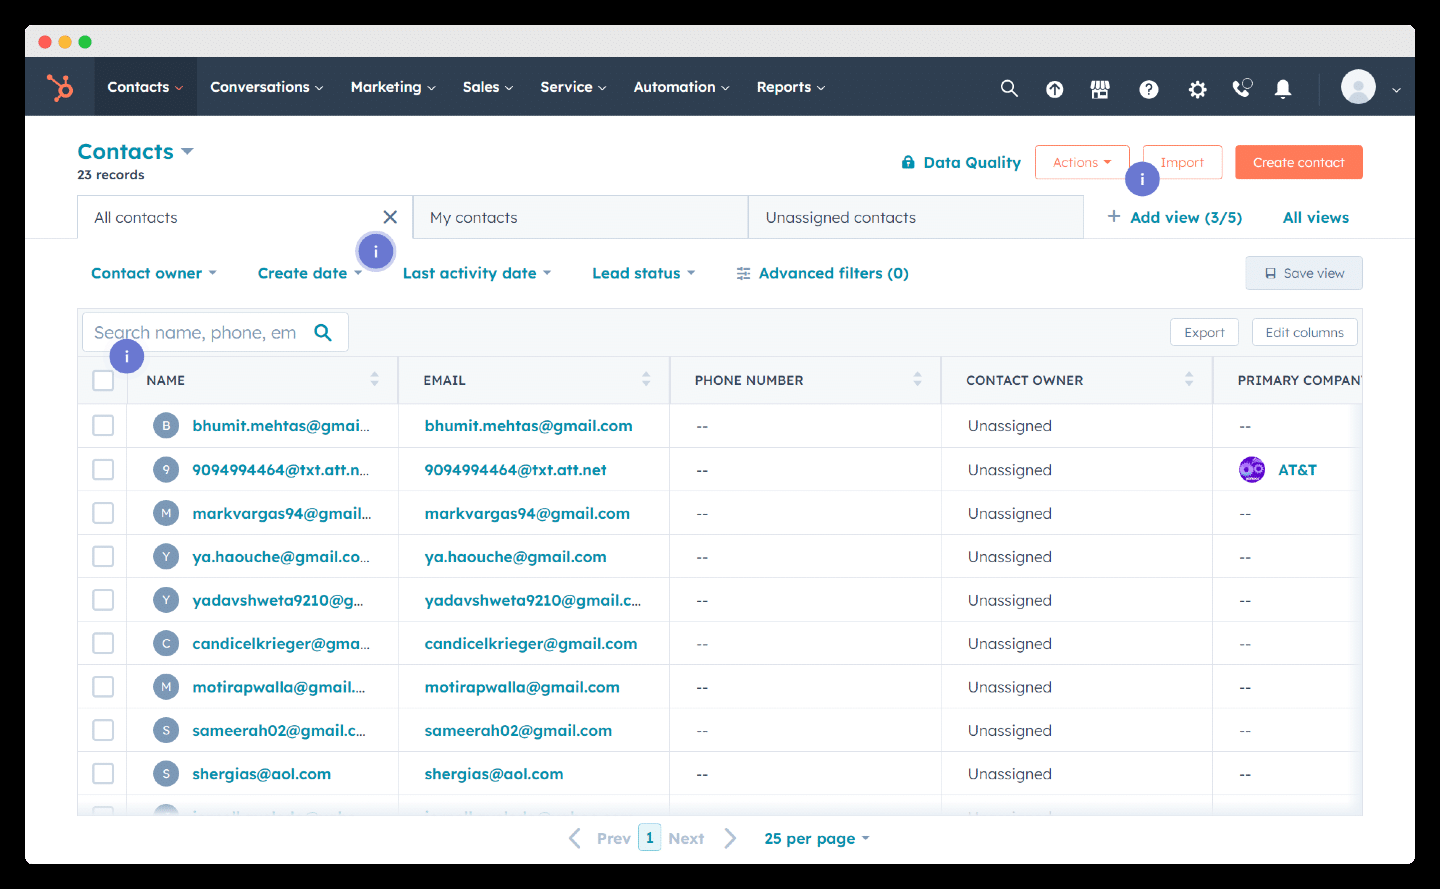 Contacts Conversations Marketing Sales Service Automation Reports
Contacts
23 records
Data Quality Actions Import Create contact
i
All contacts My contacts Unassigned contacts + Add view (3/5) All views
i
Contact owner Create date Last activity date Lead status Advanced filters (0) Save view
Search name, phone, em Export Edit columns
i
NAME EMAIL PHONE NUMBER CONTACT OWNER PRIMARY COMPAN
B bhumit.mehtas@gmai... bhumit.mehtas@gmail.com -- Unassigned --
9 9094994464@txt.att.n... 9094994464@txt.att.net -- Unassigned AT&T
M markvargas94@gmail... markvargas94@gmail.com -- Unassigned --
Y ya.haouche@gmail.co... ya.haouche@gmail.com -- Unassigned --
Y yadavshweta9210@g... yadavshweta9210@gmail.c... -- Unassigned --
C candicelkrieger@gma... candicelkrieger@gmail.com -- Unassigned --
M motirapwalla@gmail.... motirapwalla@gmail.com -- Unassigned --
S sameerah02@gmail.c... sameerah02@gmail.com -- Unassigned --
S shergias@aol.com shergias@aol.com -- Unassigned --
Prev 1 Next 25 per page